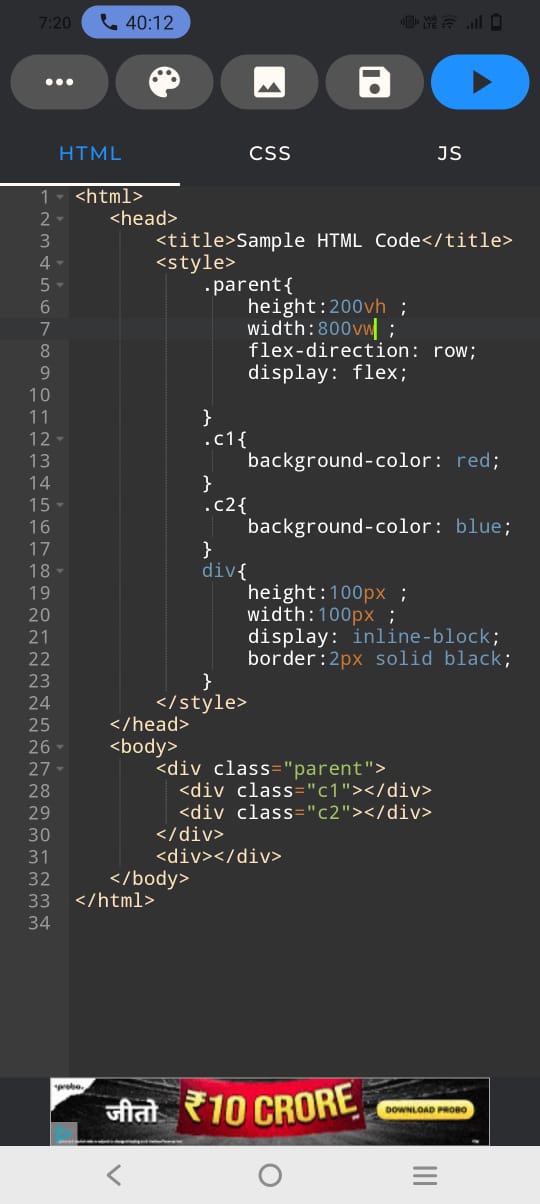 7:20 40:12
HTML CSS JS
1 <html>
2 <head>
3 <title>Sample HTML Code</title>
4 <style>
5 .parent{
6 height:200vh ;
7 width:800vw ;
8 flex-direction: row;
9 display: flex;
10
11 }
12 .c1{
13 background-color: red;
14 }
15 .c2{
16 background-color: blue;
17 }
18 div{
19 height:100px ;
20 width:100px ;
21 display: inline-block;
22 border:2px solid black;
23 }
24 </style>
25 </head>
26 <body>
27 <div class="parent">
28 <div class="c1"></div>
29 <div class="c2"></div>
30 </div>
31 <div></div>
32 </body>
33 </html>
34
probo.
जीतो ₹10 CRORE DOWNLOAD PROBO